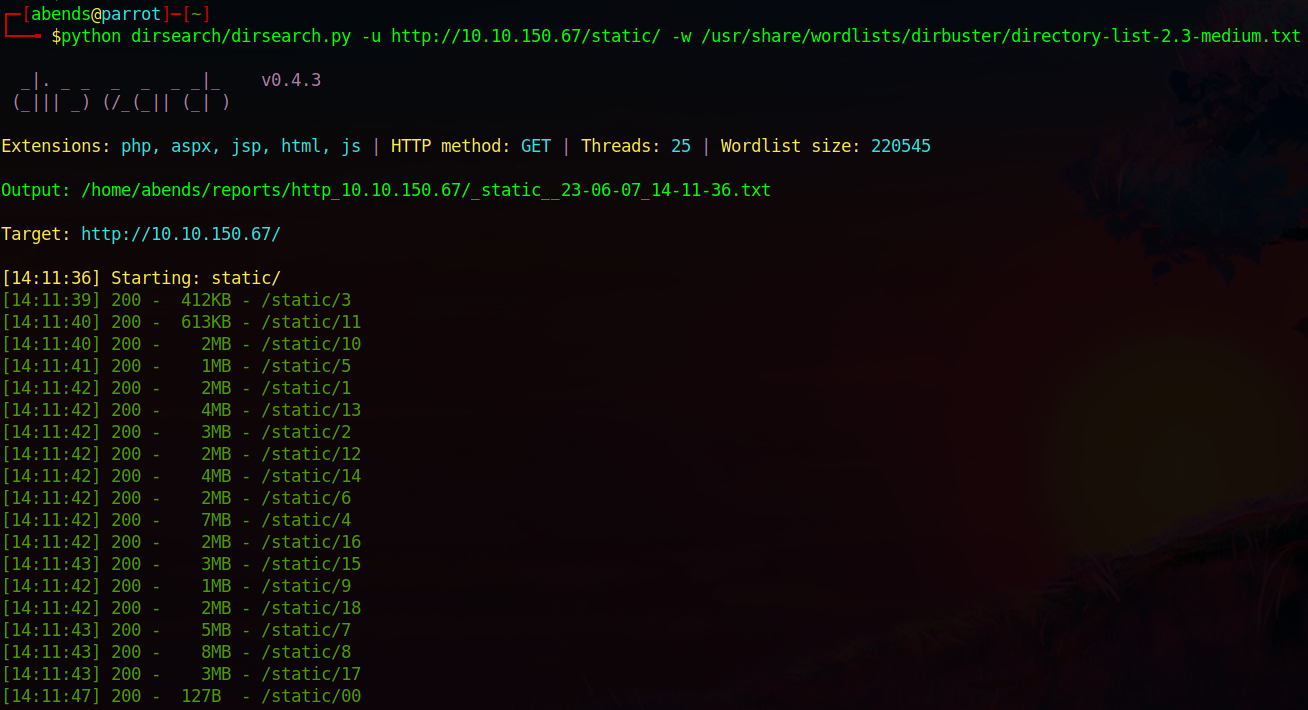 ┌─[abends@parrot]─[~]
└──╼ $python dirsearch/dirsearch.py -u http://10.10.150.67/static/ -w /usr/share/wordlists/dirbuster/directory-list-2.3-medium.txt
  _|. _ _  _  _  _ _|_    v0.4.3
 (_||| _) (/_(_|| (_| )
Extensions: php, aspx, jsp, html, js | HTTP method: GET | Threads: 25 | Wordlist size: 220545
Output: /home/abends/reports/http_10.10.150.67/_static__23-06-07_14-11-36.txt
Target: http://10.10.150.67/
[14:11:36] Starting: static/
[14:11:39] 200 -  412KB - /static/3
[14:11:40] 200 -  613KB - /static/11
[14:11:40] 200 -    2MB - /static/10
[14:11:41] 200 -    1MB - /static/5
[14:11:42] 200 -    2MB - /static/1
[14:11:42] 200 -    4MB - /static/13
[14:11:42] 200 -    3MB - /static/2
[14:11:42] 200 -    2MB - /static/12
[14:11:42] 200 -    4MB - /static/14
[14:11:42] 200 -    2MB - /static/6
[14:11:42] 200 -    7MB - /static/4
[14:11:42] 200 -    2MB - /static/16
[14:11:43] 200 -    3MB - /static/15
[14:11:42] 200 -    1MB - /static/9
[14:11:42] 200 -    2MB - /static/18
[14:11:43] 200 -    5MB - /static/7
[14:11:43] 200 -    8MB - /static/8
[14:11:43] 200 -    3MB - /static/17
[14:11:47] 200 -  127B  - /static/00